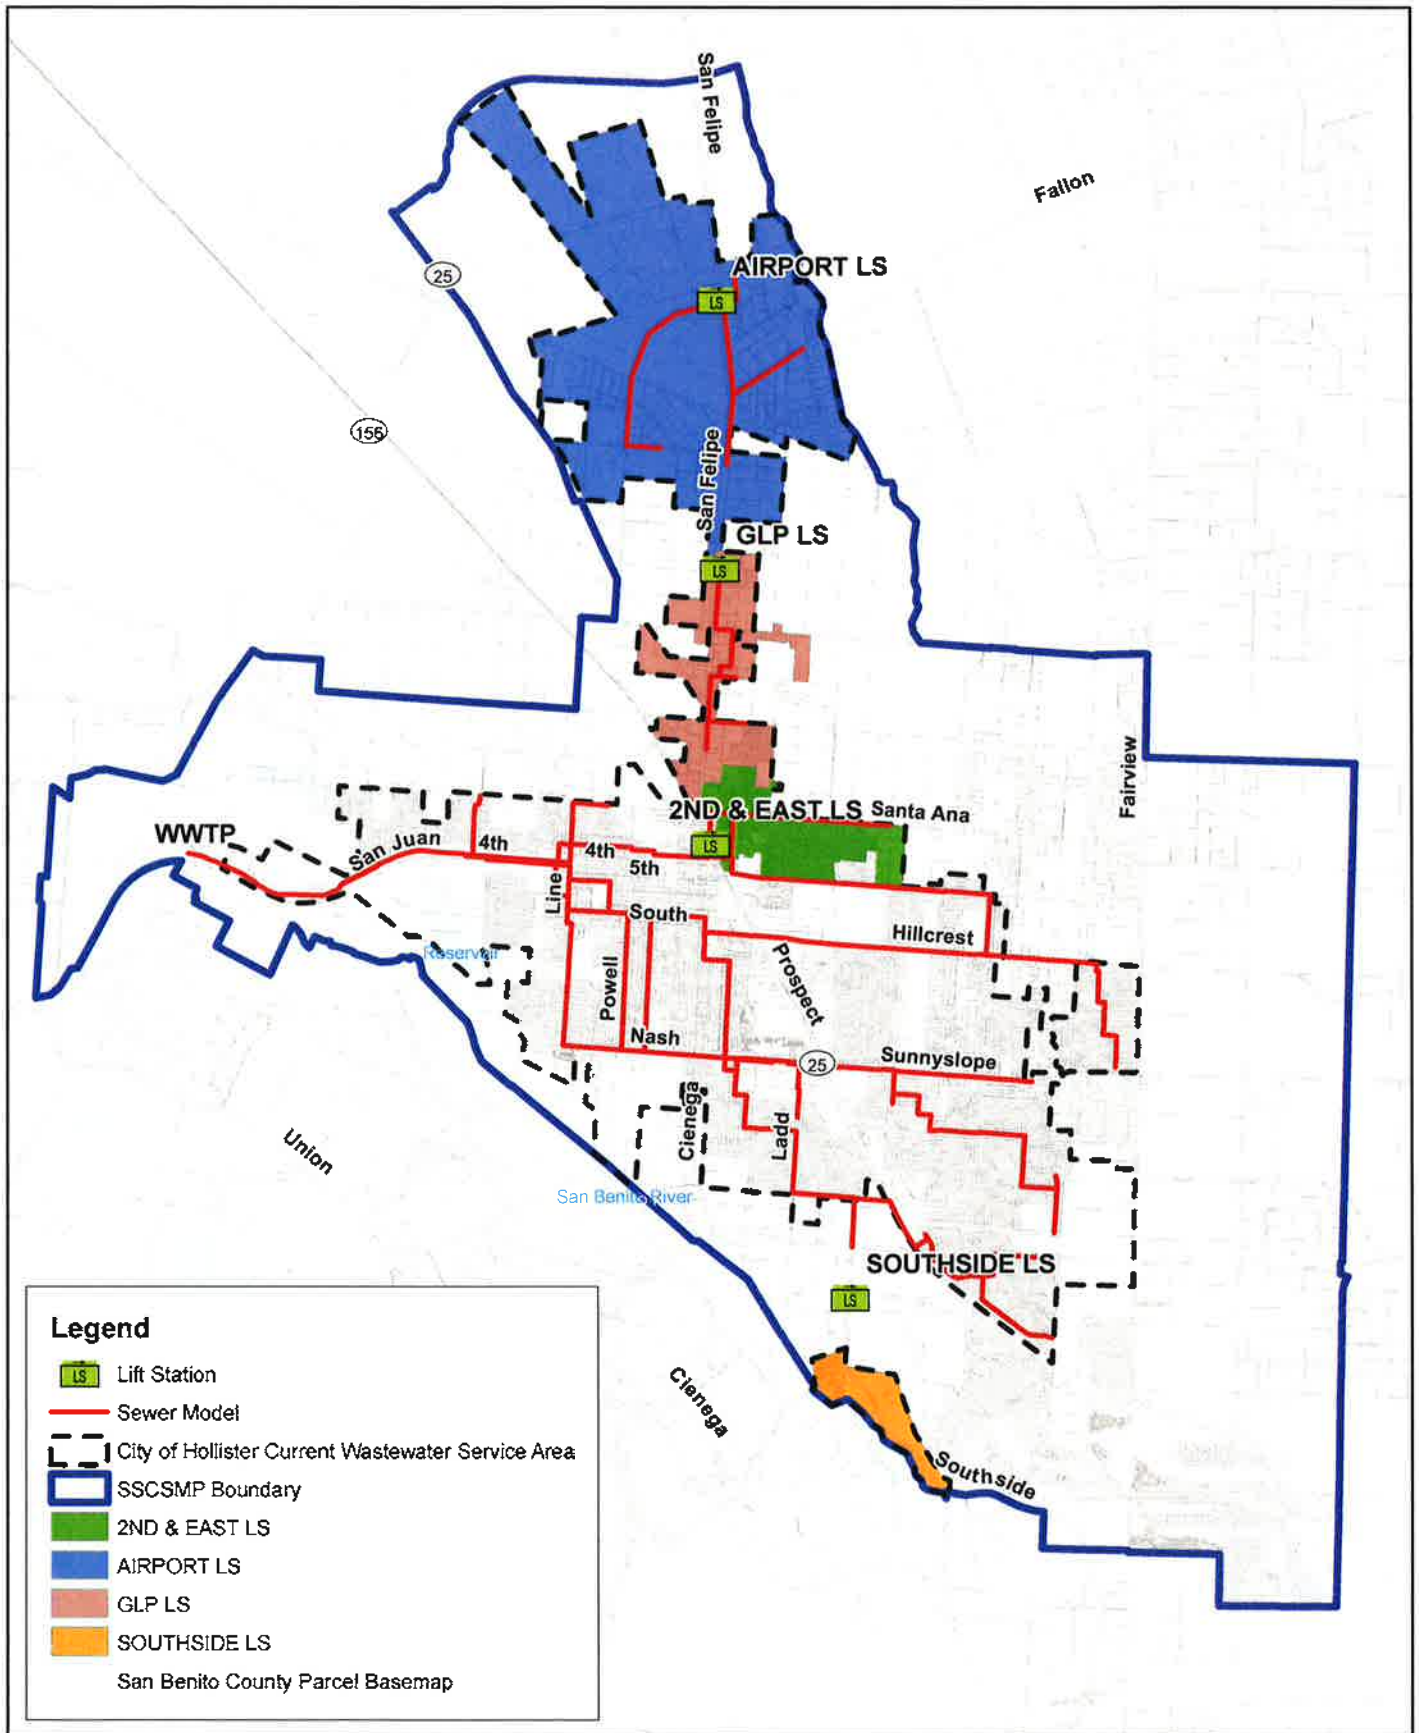 San Felipe
Fallon
AIRPORT LS
LS
25
156
San Felipe
GLP LS
LS
Fairview
2ND & EAST LS
Santa Ana
WWTP
San Juan
4th
4th
LS
5th
Line
South
Hillcrest
Reservoir
Prospect
Powell
Nash
25
Sunnyslope
Cienega
Ladd
Union
San Benito River
SOUTHSIDE LS
LS
Cienega
Southside
Legend
LS Lift Station
Sewer Model
City of Hollister Current Wastewater Service Area
SSCSMP Boundary
2ND & EAST LS
AIRPORT LS
GLP LS
SOUTHSIDE LS
San Benito County Parcel Basemap